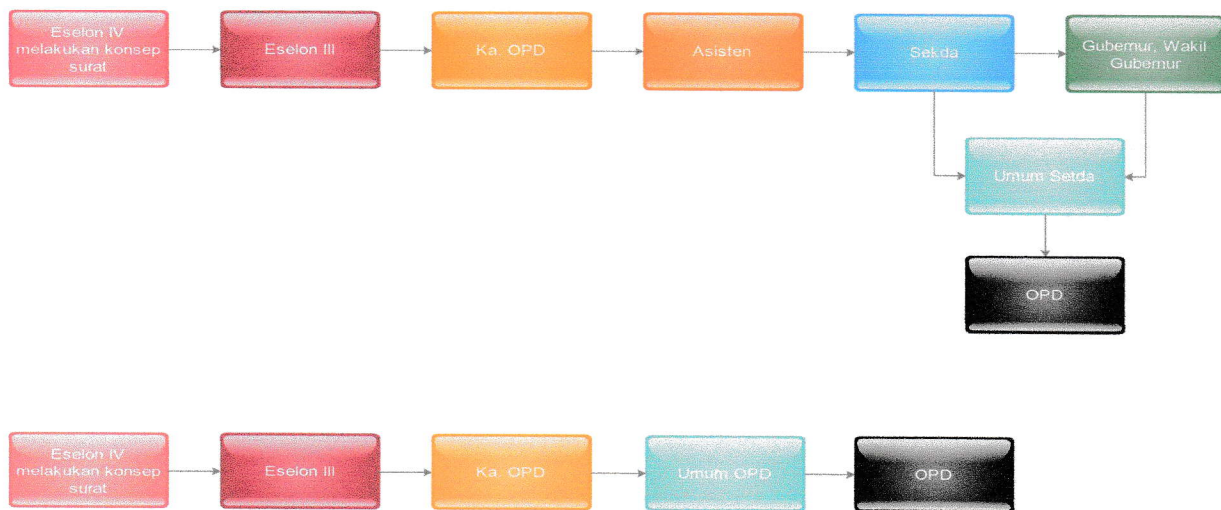 Eselon IV
melakukan konsep
surat
Eselon III
Ka. OPD
Asisten
Sekda
Gubernur, Wakil
Gubernur
Umum Setda
OPD
Eselon IV
melakukan konsep
surat
Eselon III
Ka. OPD
Umum OPD
OPD